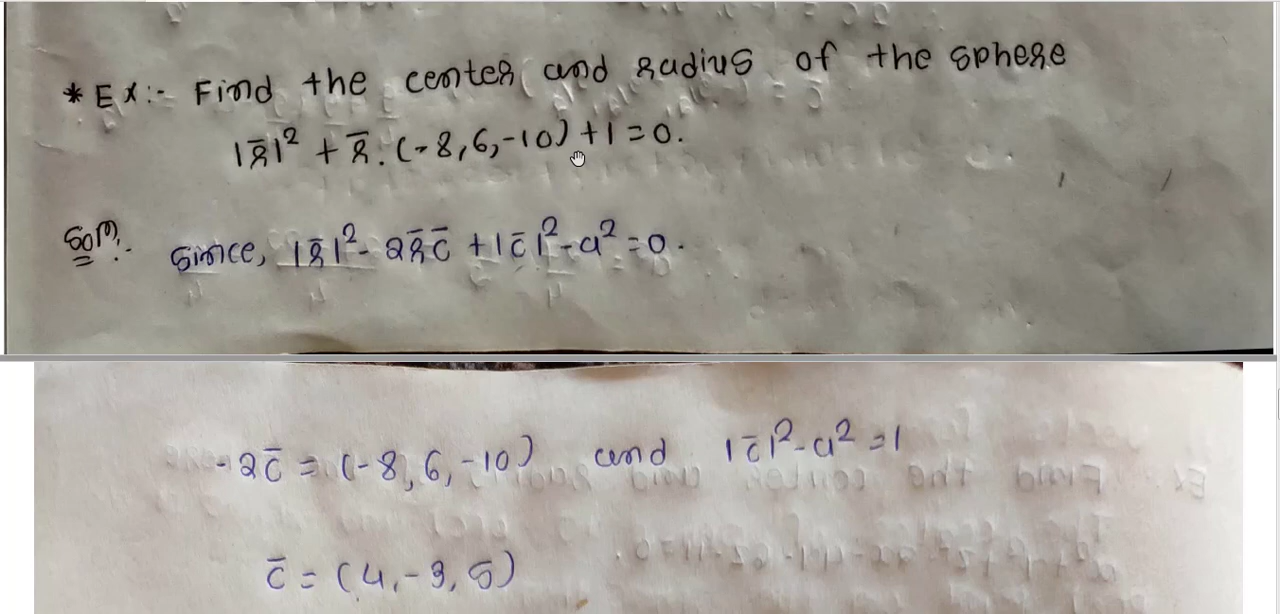 * Ex:- Find the center and radius of the sphere
|r̄|² + r̄.(-8,6,-10)+1=0.
Soln. Since, |r̄|²- 2r̄c̄ +|c̄|²-a²=0.
-2c̄ = (-8,6,-10) and |c̄|²-a²=1
c̄ = (4,-3,5)